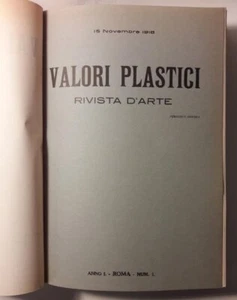 15 Novembre 1918
VALORI PLASTICI
RIVISTA D'ARTE
ANNO I. - ROMA - NUM. I.